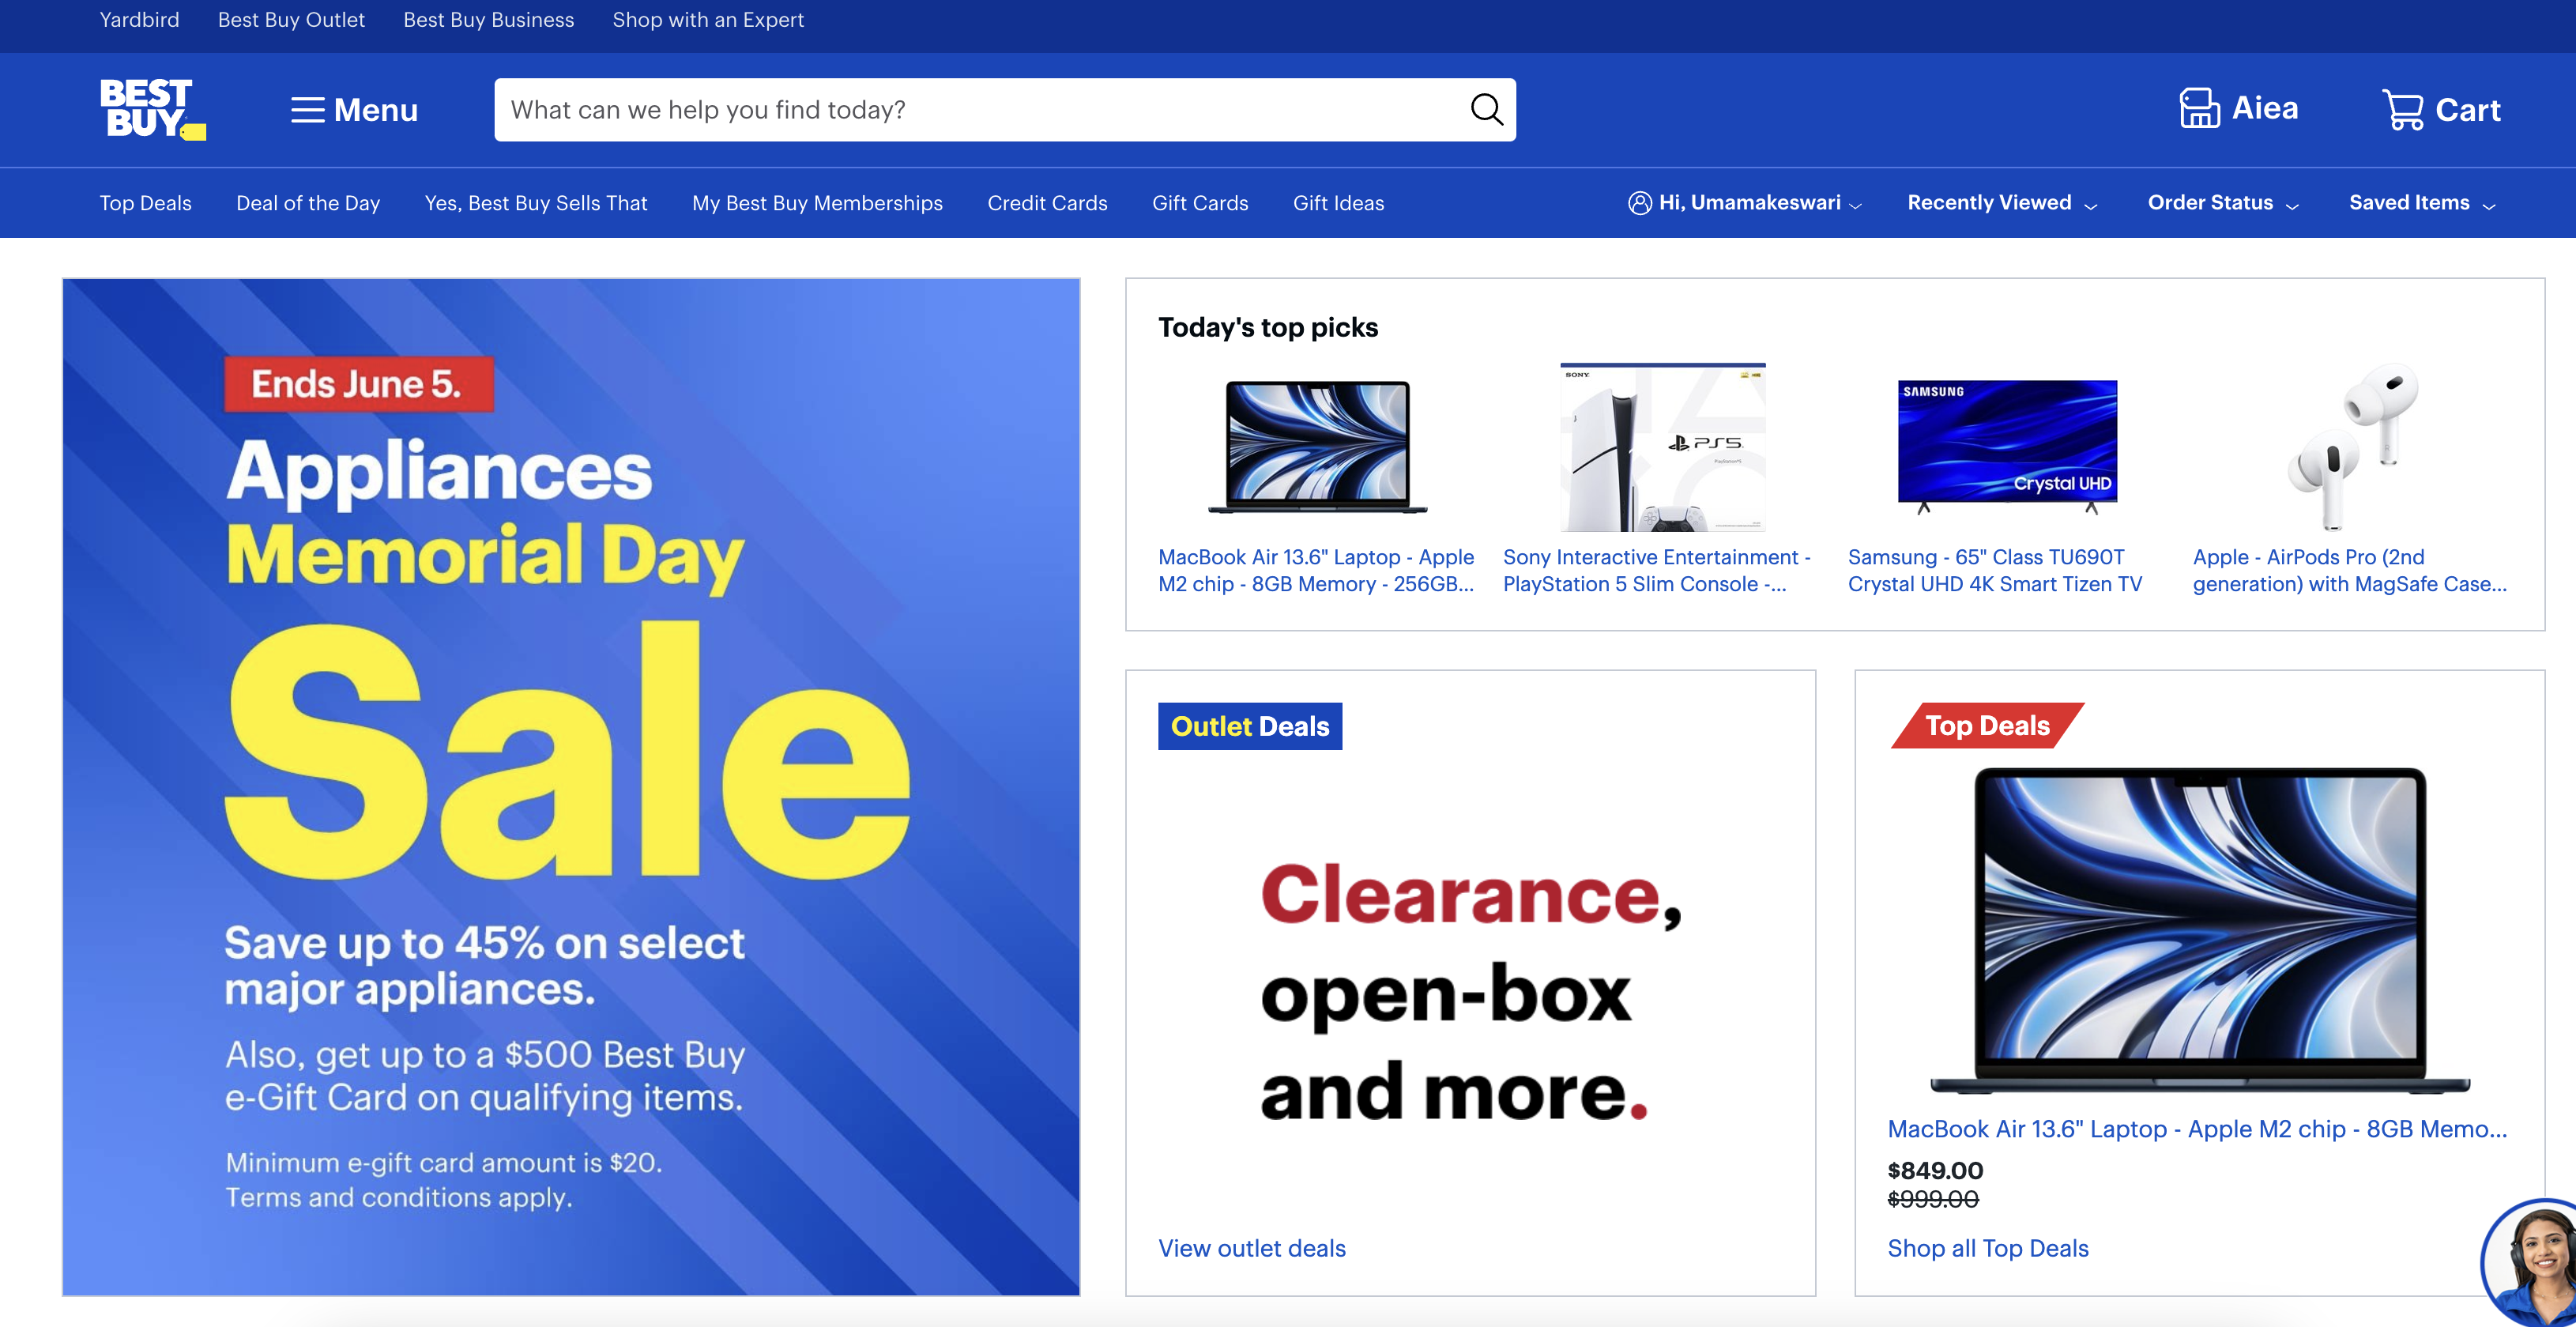 Yardbird Best Buy Outlet Best Buy Business Shop with an Expert
BEST
BUY
Menu
What can we help you find today?
Aiea
Cart
Top Deals Deal of the Day Yes, Best Buy Sells That My Best Buy Memberships Credit Cards Gift Cards Gift Ideas
Hi, Umamakeswari Recently Viewed Order Status Saved Items
Ends June 5.
Appliances
Memorial Day
Sale
Save up to 45% on select
major appliances.
Also, get up to a $500 Best Buy
e-Gift Card on qualifying items.
Minimum e-gift card amount is $20.
Terms and conditions apply.
Today's top picks
MacBook Air 13.6" Laptop - Apple
M2 chip - 8GB Memory - 256GB...
SONY
PS5
Sony Interactive Entertainment -
PlayStation 5 Slim Console -...
SAMSUNG
Crystal UHD
Samsung - 65" Class TU690T
Crystal UHD 4K Smart Tizen TV
Apple - AirPods Pro (2nd
generation) with MagSafe Case...
Outlet Deals
Clearance,
open-box
and more.
View outlet deals
Top Deals
MacBook Air 13.6" Laptop - Apple M2 chip - 8GB Memo...
$849.00
$999.00
Shop all Top Deals